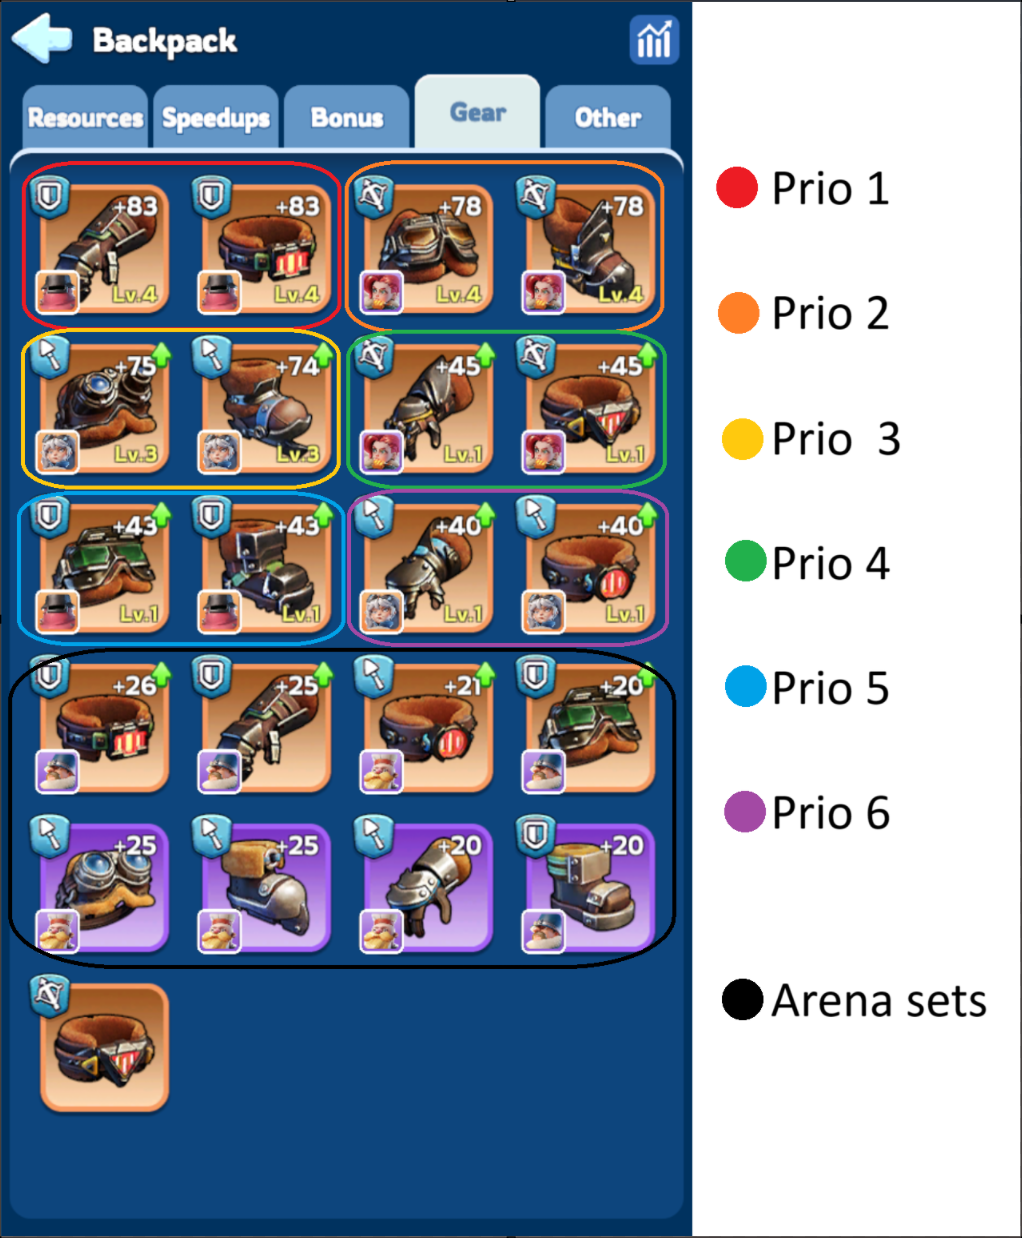 Backpack
Resources Speedups Bonus Gear Other
+83 +83 +78 +78
Lv.4 Lv.4 Lv.4 Lv.4
+75 +74 +45 +45
Lv.3 Lv.3 Lv.1 Lv.1
+43 +43 +40 +40
Lv.1 Lv.1 Lv.1 Lv.1
+26 +25 +21 +20
+25 +25 +20 +20
Prio 1
Prio 2
Prio  3
Prio 4
Prio 5
Prio 6
Arena sets